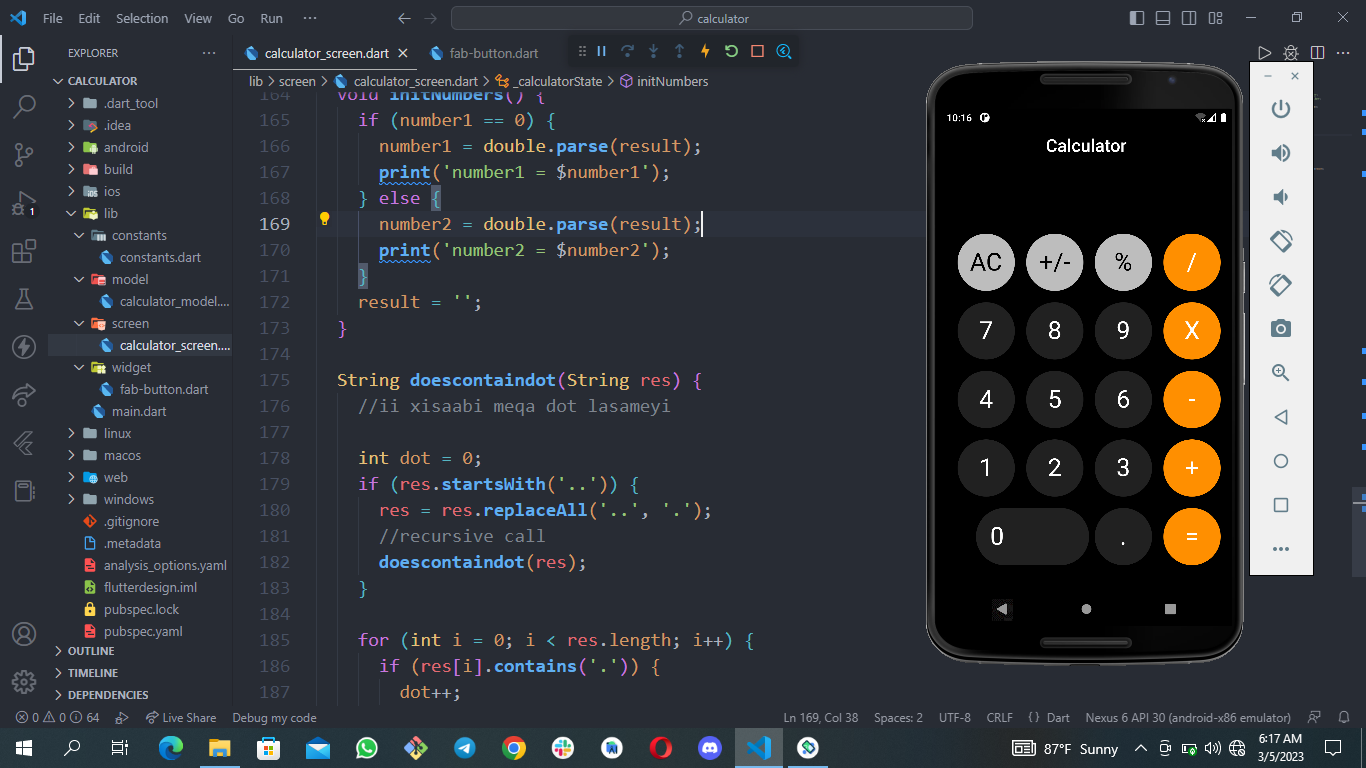 File Edit Selection View Go Run ··· calculator
EXPLORER ···
CALCULATOR
.dart_tool
.idea
android
build
ios
lib
constants
constants.dart
model
calculator_model....
screen
calculator_screen....
widget
fab-button.dart
main.dart
linux
macos
web
windows
.gitignore
.metadata
analysis_options.yaml
flutterdesign.iml
pubspec.lock
pubspec.yaml
OUTLINE
TIMELINE
DEPENDENCIES
1
calculator_screen.dart fab-button.dart
lib > screen > calculator_screen.dart > _calculatorState > initNumbers
164 void initNumbers() {
165 if (number1 == 0) {
166 number1 = double.parse(result);
167 print('number1 = $number1');
168 } else {
169 number2 = double.parse(result);
170 print('number2 = $number2');
171 }
172 result = '';
173 }
174
175 String doescontaindot(String res) {
176 //ii xisaabi meqa dot lasameyi
177
178 int dot = 0;
179 if (res.startsWith('..')) {
180 res = res.replaceAll('..', '.');
181 //recursive call
182 doescontaindot(res);
183 }
184
185 for (int i = 0; i < res.length; i++) {
186 if (res[i].contains('.')) {
187 dot++;
10:16
Calculator
AC +/- % /
7 8 9 X
4 5 6 -
1 2 3 +
0 . =
0 0 64 Live Share Debug my code Ln 169, Col 38 Spaces: 2 UTF-8 CRLF {} Dart Nexus 6 API 30 (android-x86 emulator)
87°F Sunny 6:17 AM
3/5/2023